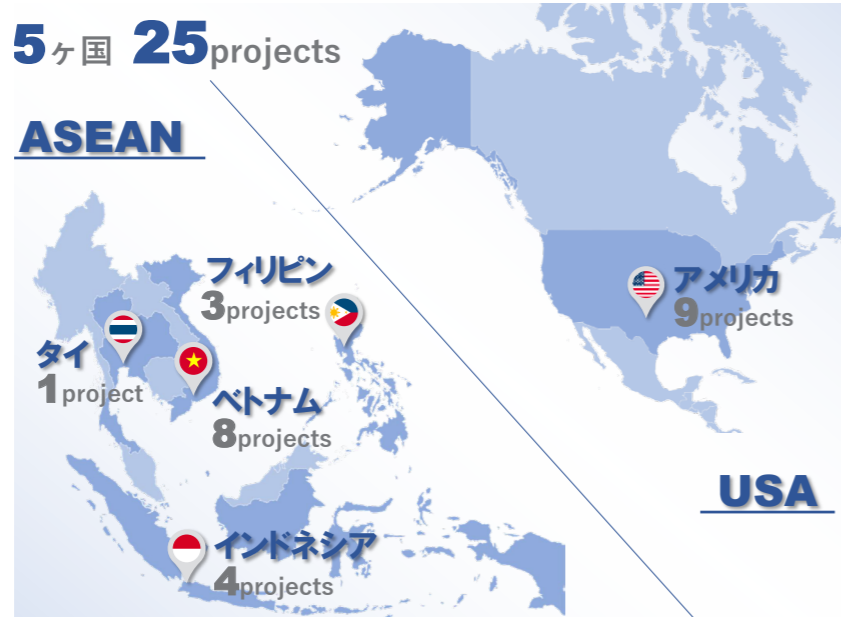 5ヶ国 25projects
ASEAN
フィリピン
3projects
タイ
1project
ベトナム
8projects
インドネシア
4projects
アメリカ
9projects
USA